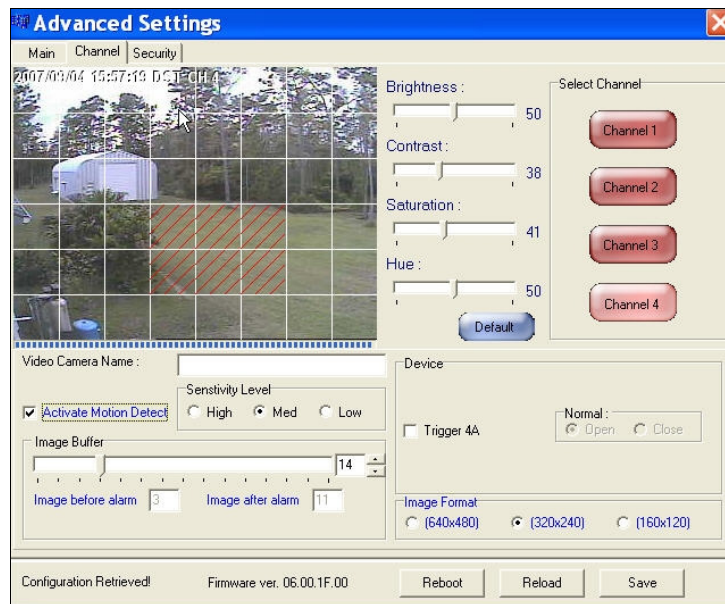 Advanced Settings
Main Channel Security
2007/09/04 15:57:19 DST CH 4
Brightness :
50
Contrast :
38
Saturation :
41
Hue :
50
Default
Select Channel
Channel 1
Channel 2
Channel 3
Channel 4
Video Camera Name :
Senstivity Level
Activate Motion Detect
High Med Low
Image Buffer
14
Image before alarm 3 Image after alarm 11
Device
Trigger 4A
Normal :
Open Close
Image Format
(640x480) (320x240) (160x120)
Configuration Retrieved! Firmware ver. 06.00.1F.00 Reboot Reload Save